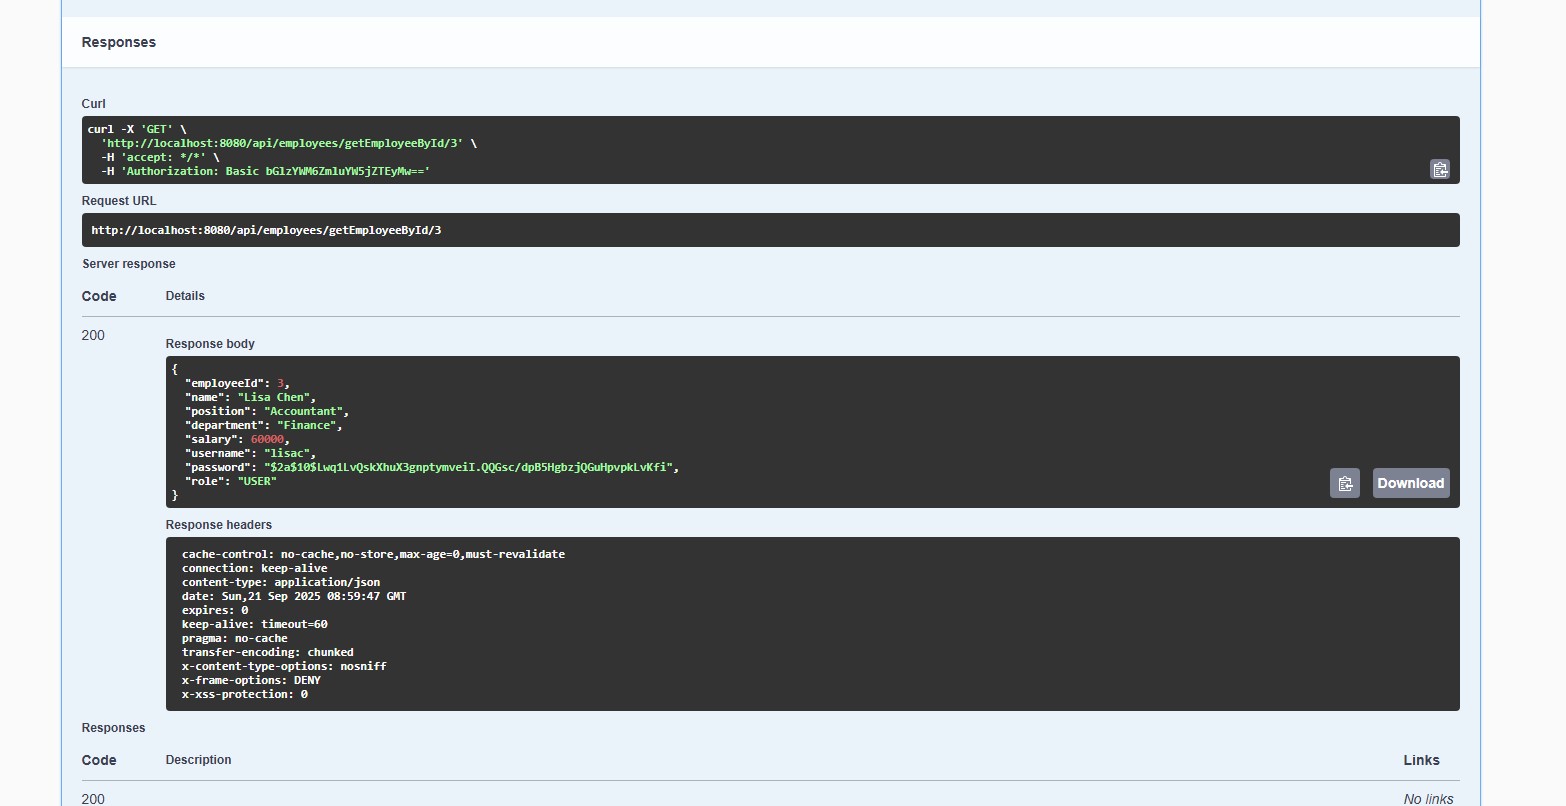 Responses
Curl
curl -X 'GET' \
'http://localhost:8080/api/employees/getEmployeeById/3' \
-H 'accept: */*' \
-H 'Authorization: Basic bGlzYWM6ZmluYW5jZTEyMw=='
Request URL
http://localhost:8080/api/employees/getEmployeeById/3
Server response
Code Details
200
Response body
{
"employeeId": 3,
"name": "Lisa Chen",
"position": "Accountant",
"department": "Finance",
"salary": 60000,
"username": "lisac",
"password": "$2a$10$Lwq1LvQskXhuX3gnptymveiI.QQGsc/dpB5HgbzjQGuHpvpkLvKfi",
"role": "USER"
}
Download
Response headers
cache-control: no-cache,no-store,max-age=0,must-revalidate
connection: keep-alive
content-type: application/json
date: Sun,21 Sep 2025 08:59:47 GMT
expires: 0
keep-alive: timeout=60
pragma: no-cache
transfer-encoding: chunked
x-content-type-options: nosniff
x-frame-options: DENY
x-xss-protection: 0
Responses
Code Description Links
200 No links